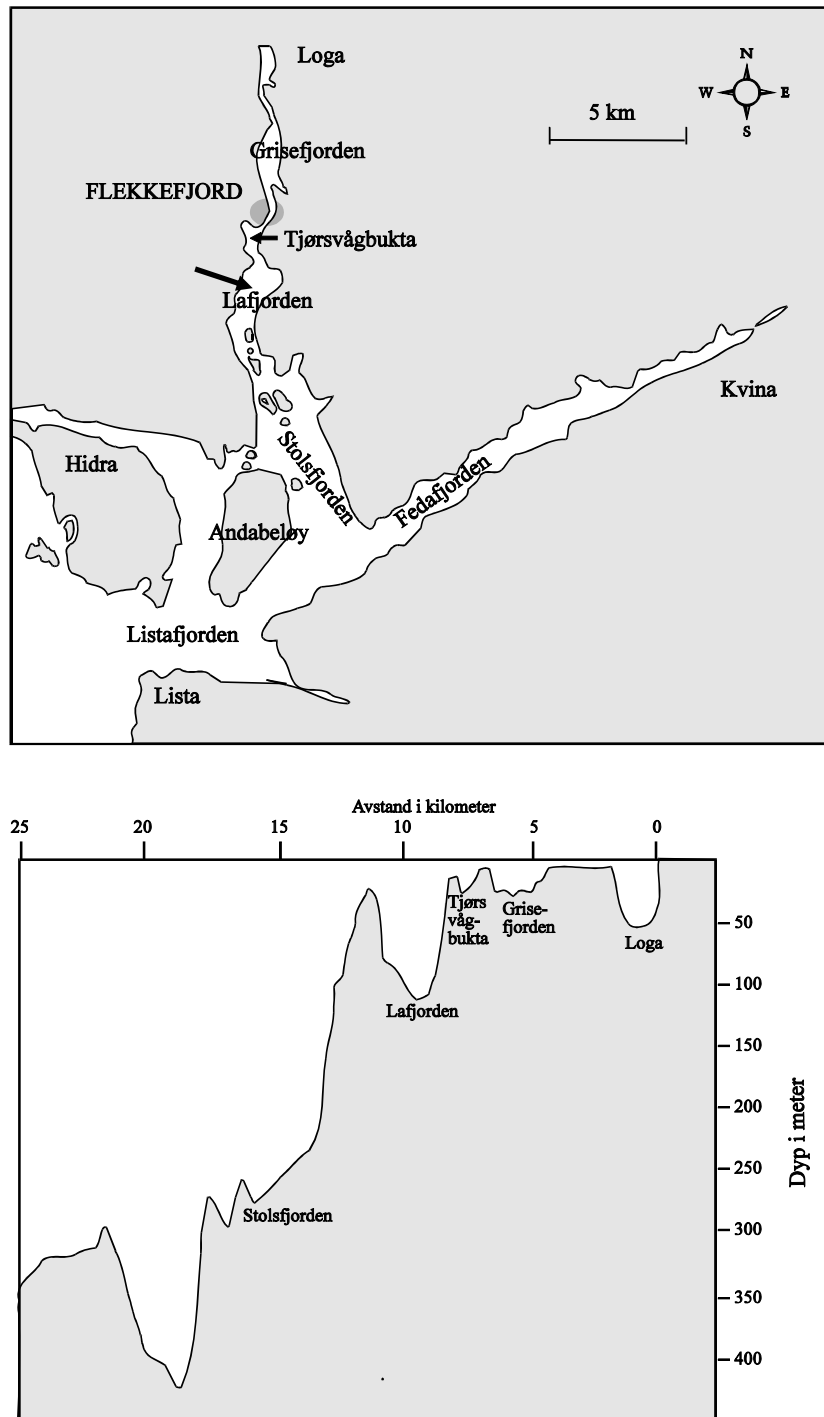 Loga
N
W E
S
5 km
Grisefjorden
FLEKKEFJORD
Tjørsvågbukta
Lafjorden
Kvina
Stolsfjorden
Fedafjorden
Hidra
Andabeløy
Listafjorden
Lista
Avstand i kilometer
25 20 15 10 5 0
Tjørs
våg-
bukta
Grise-
fjorden
Loga
50
100
Lafjorden
150
200
250
Stolsfjorden
300
350
400
Dyp i meter